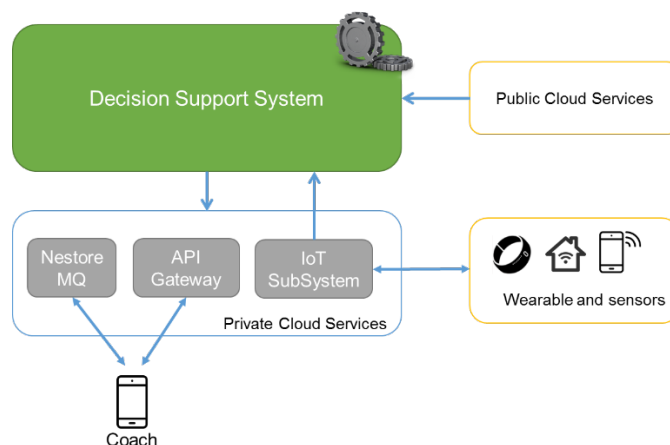 Decision Support System
Public Cloud Services
Nestore
MQ
API
Gateway
IoT
SubSystem
Private Cloud Services
Wearable and sensors
Coach